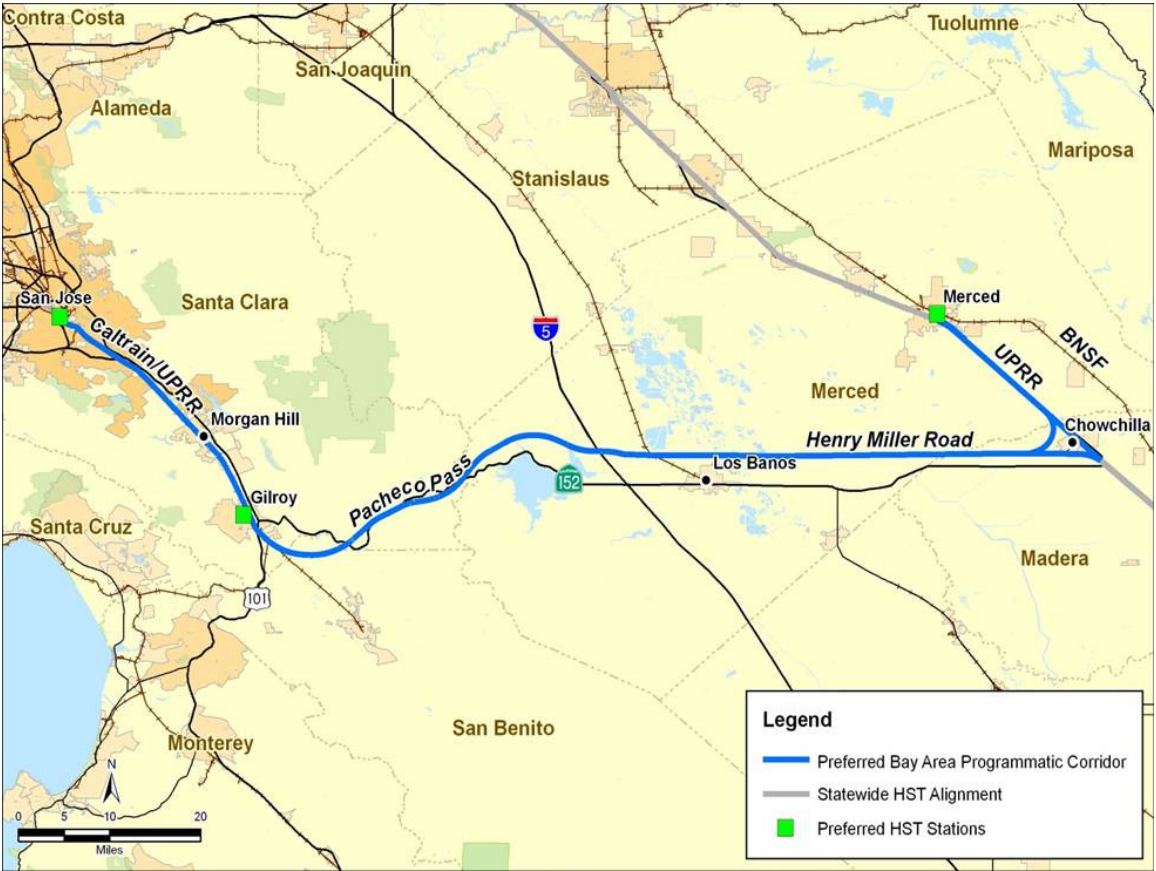 Contra Costa
Tuolumne
San Joaquin
Alameda
Mariposa
Stanislaus
San Jose
Santa Clara
Merced
5
Caltrain/UPRR
UPRR
BNSF
Merced
Morgan Hill
Chowchilla
Henry Miller Road
Los Banos
Pacheco Pass
152
Gilroy
Santa Cruz
Madera
101
San Benito
Monterey
N
0 5 10 20
Miles
Legend
Preferred Bay Area Programmatic Corridor
Statewide HST Alignment
Preferred HST Stations